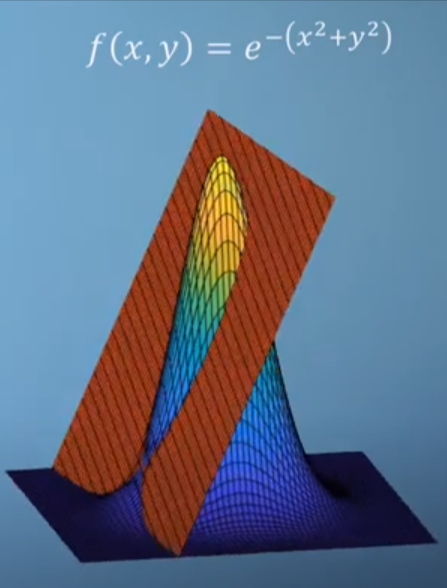 f(x, y) = e^{-(x^2+y^2)}